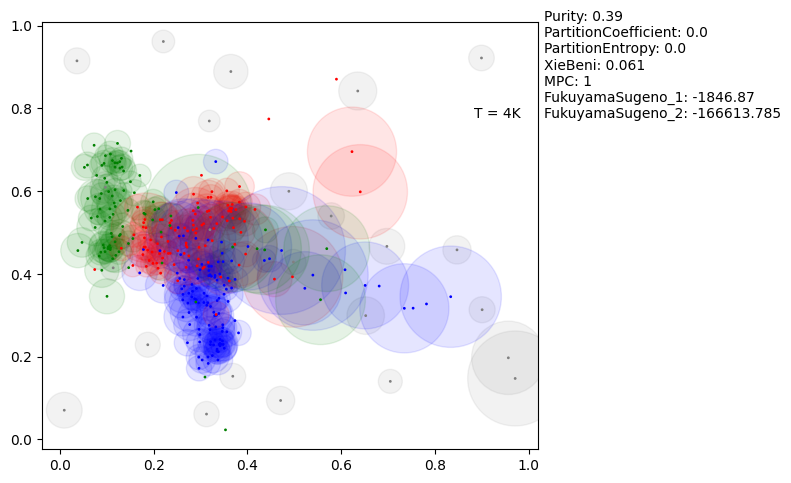 Purity: 0.39
PartitionCoefficient: 0.0
PartitionEntropy: 0.0
XieBeni: 0.061
MPC: 1
FukuyamaSugeno_1: -1846.87
FukuyamaSugeno_2: -166613.785
T = 4K
1.0
0.8
0.6
0.4
0.2
0.0
0.0 0.2 0.4 0.6 0.8 1.0